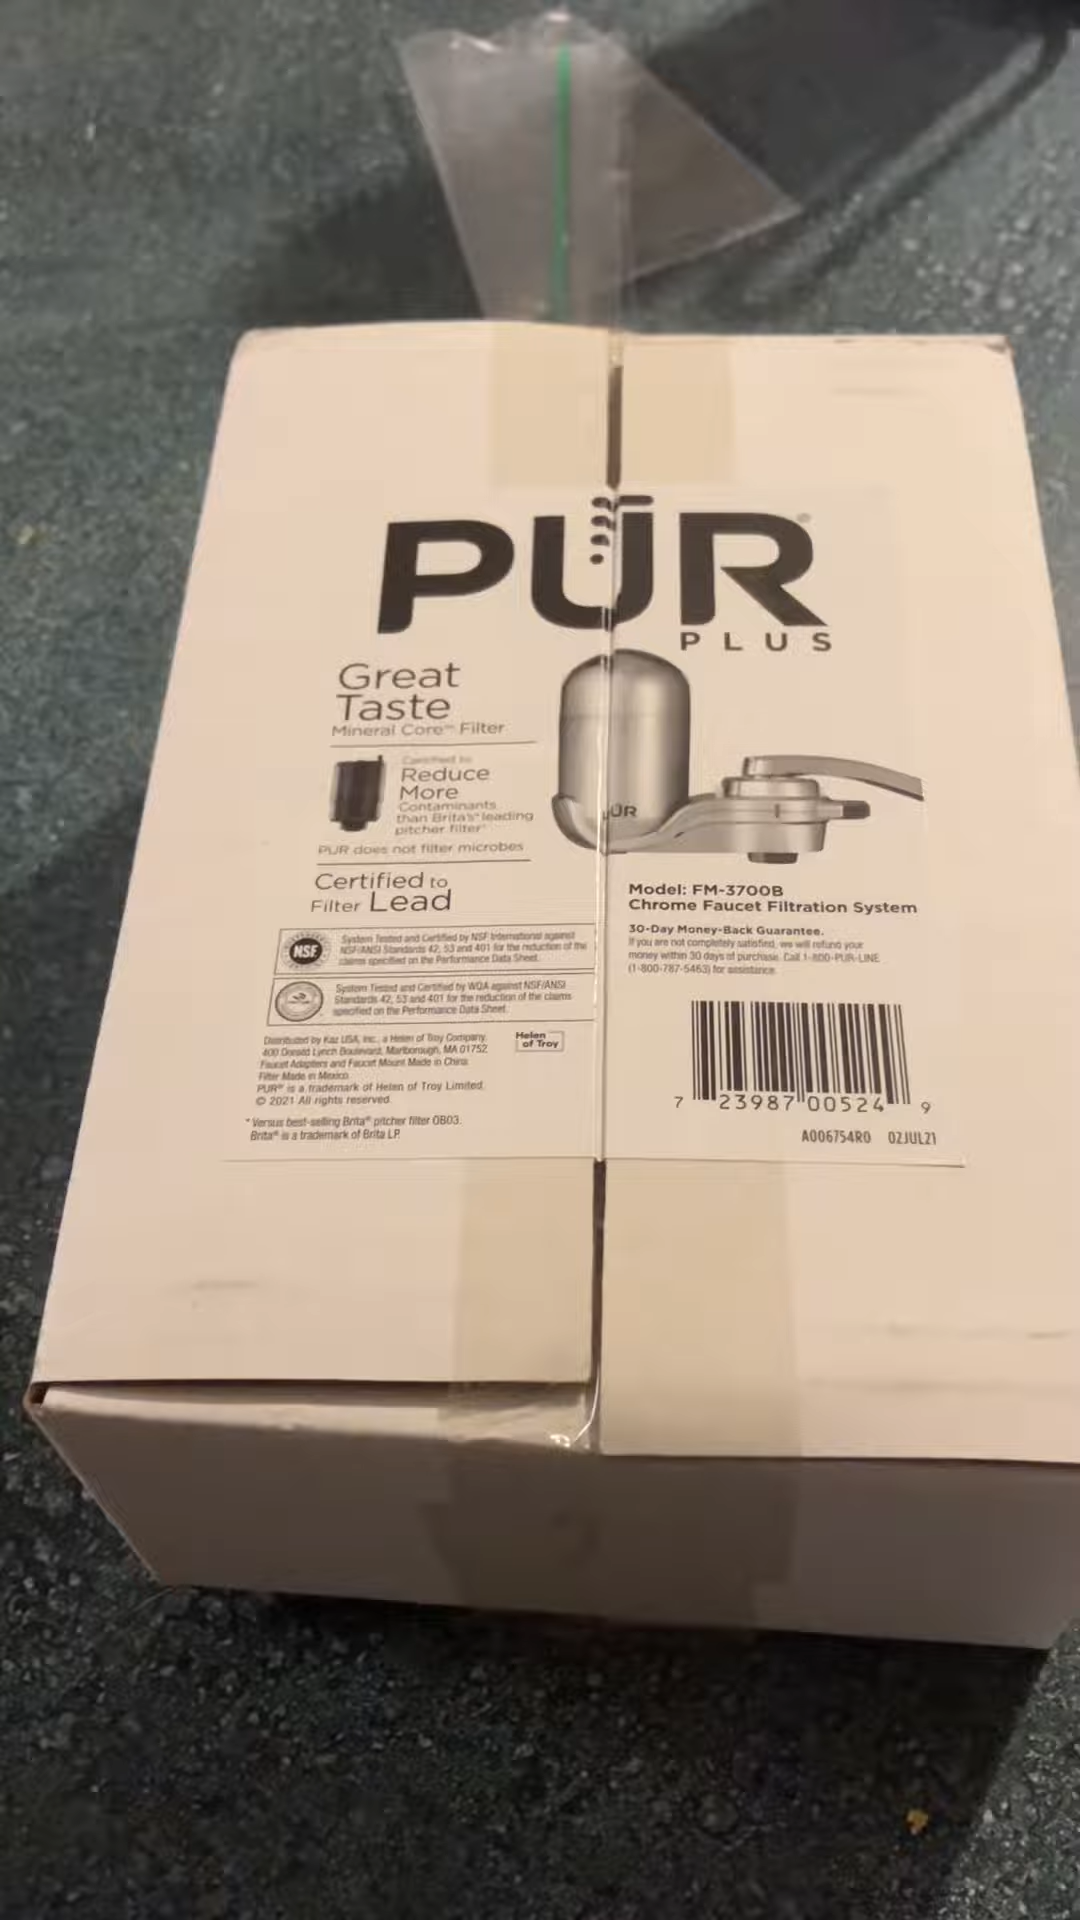 PÜR®
PLUS
Great
Taste
Mineral Core™ Filter
Certified to
Reduce
More
Contaminants
than Brita's* leading
pitcher filter
PUR does not filter microbes
Certified to
Filter Lead
NSF
System Tested and Certified by NSF International against
NSF/ANSI Standards 42, 53 and 401 for the reduction of the
claims specified on the Performance Data Sheet.
System Tested and Certified by WQA against NSF/ANSI
Standards 42, 53 and 401 for the reduction of the claims
specified on the Performance Data Sheet.
Distributed by Kaz USA, Inc., a Helen of Troy Company
400 Donald Lynch Boulevard, Marlborough, MA 01752
Faucet Adapters and Faucet Mount Made in China.
Filter Made in Mexico.
PUR® is a trademark of Helen of Troy Limited.
© 2021 All rights reserved.
Helen
of Troy
* Versus best-selling Brita® pitcher filter OB03.
Brita® is a trademark of Brita LP.
PÜR
Model: FM-3700B
Chrome Faucet Filtration System
30-Day Money-Back Guarantee.
If you are not completely satisfied, we will refund your
money within 30 days of purchase. Call 1-800-PUR-LINE
(1-800-787-5463) for assistance.
7 23987 00524 9
A006754R0 02JUL21